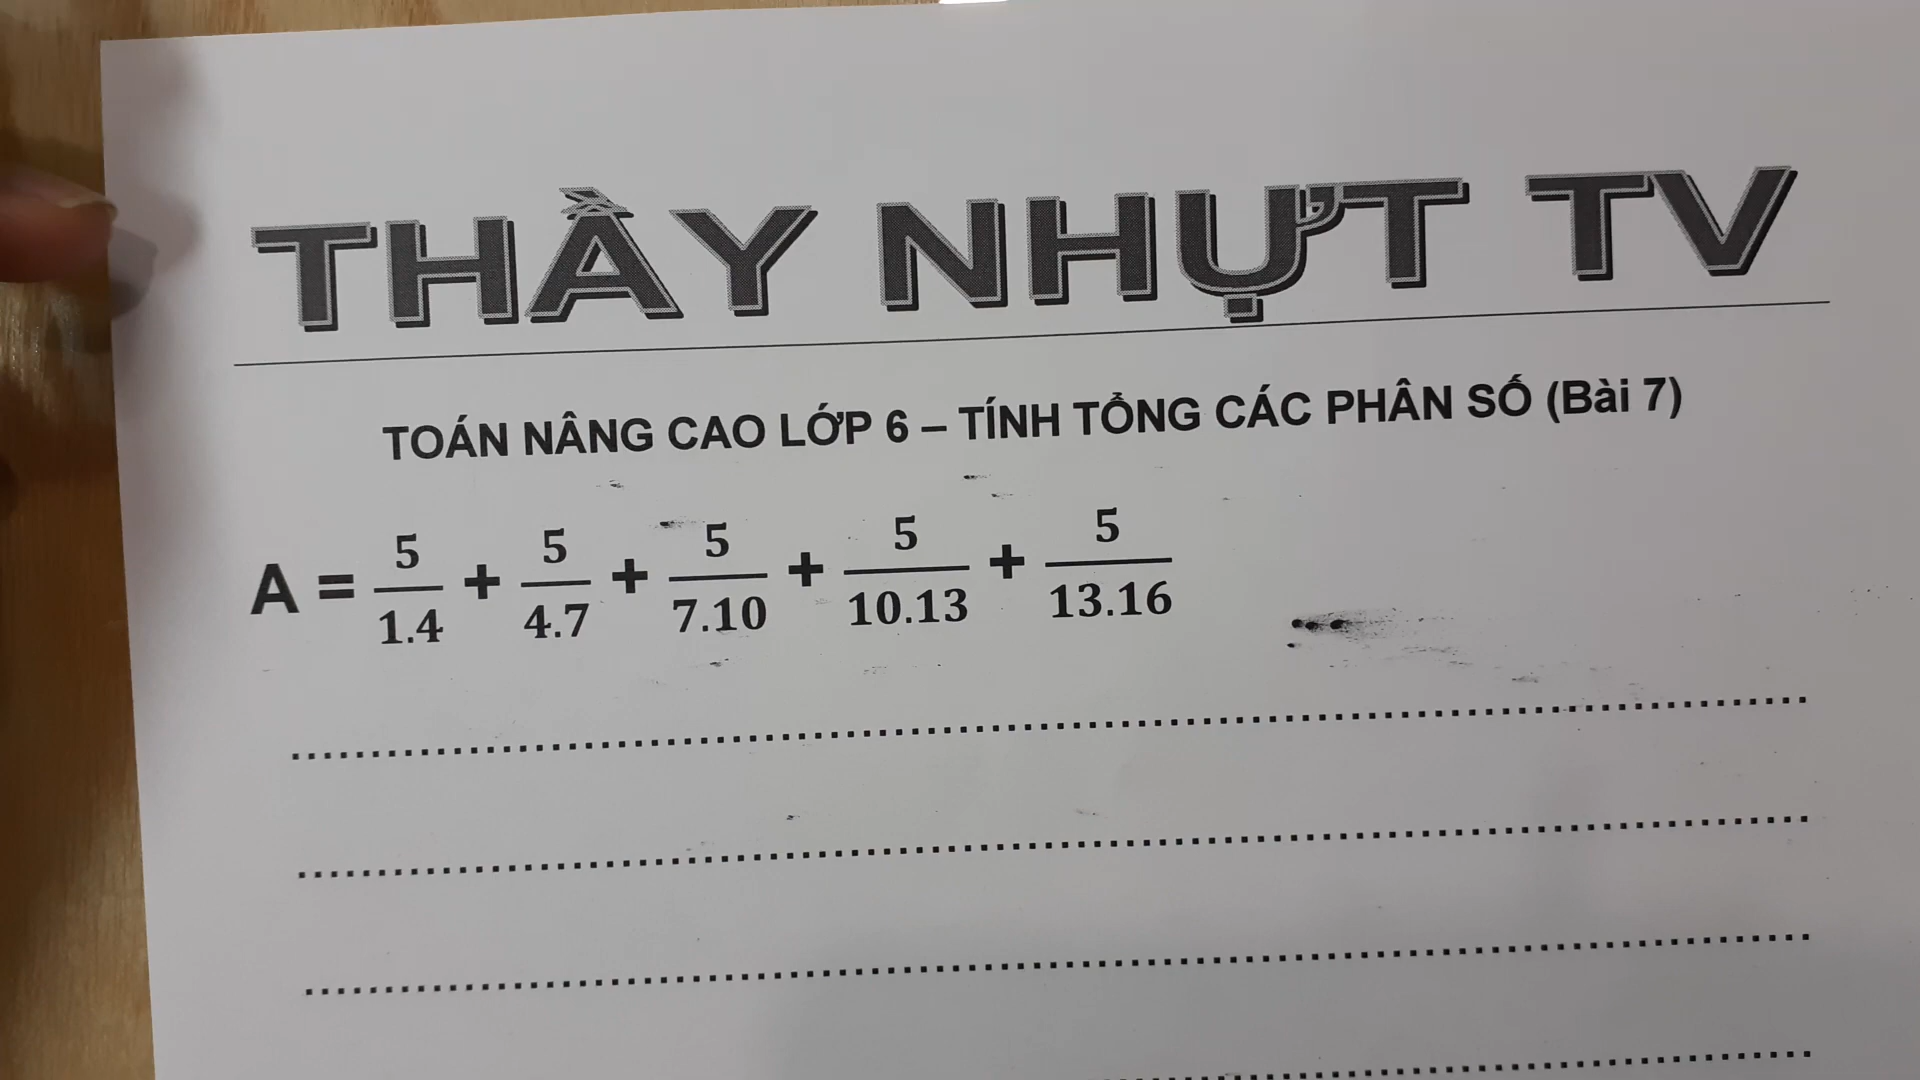 THẦY NHỰT TV
TOÁN NÂNG CAO LỚP 6 – TÍNH TỔNG CÁC PHÂN SỐ (Bài 7)
A = 5/1.4 + 5/4.7 + 5/7.10 + 5/10.13 + 5/13.16